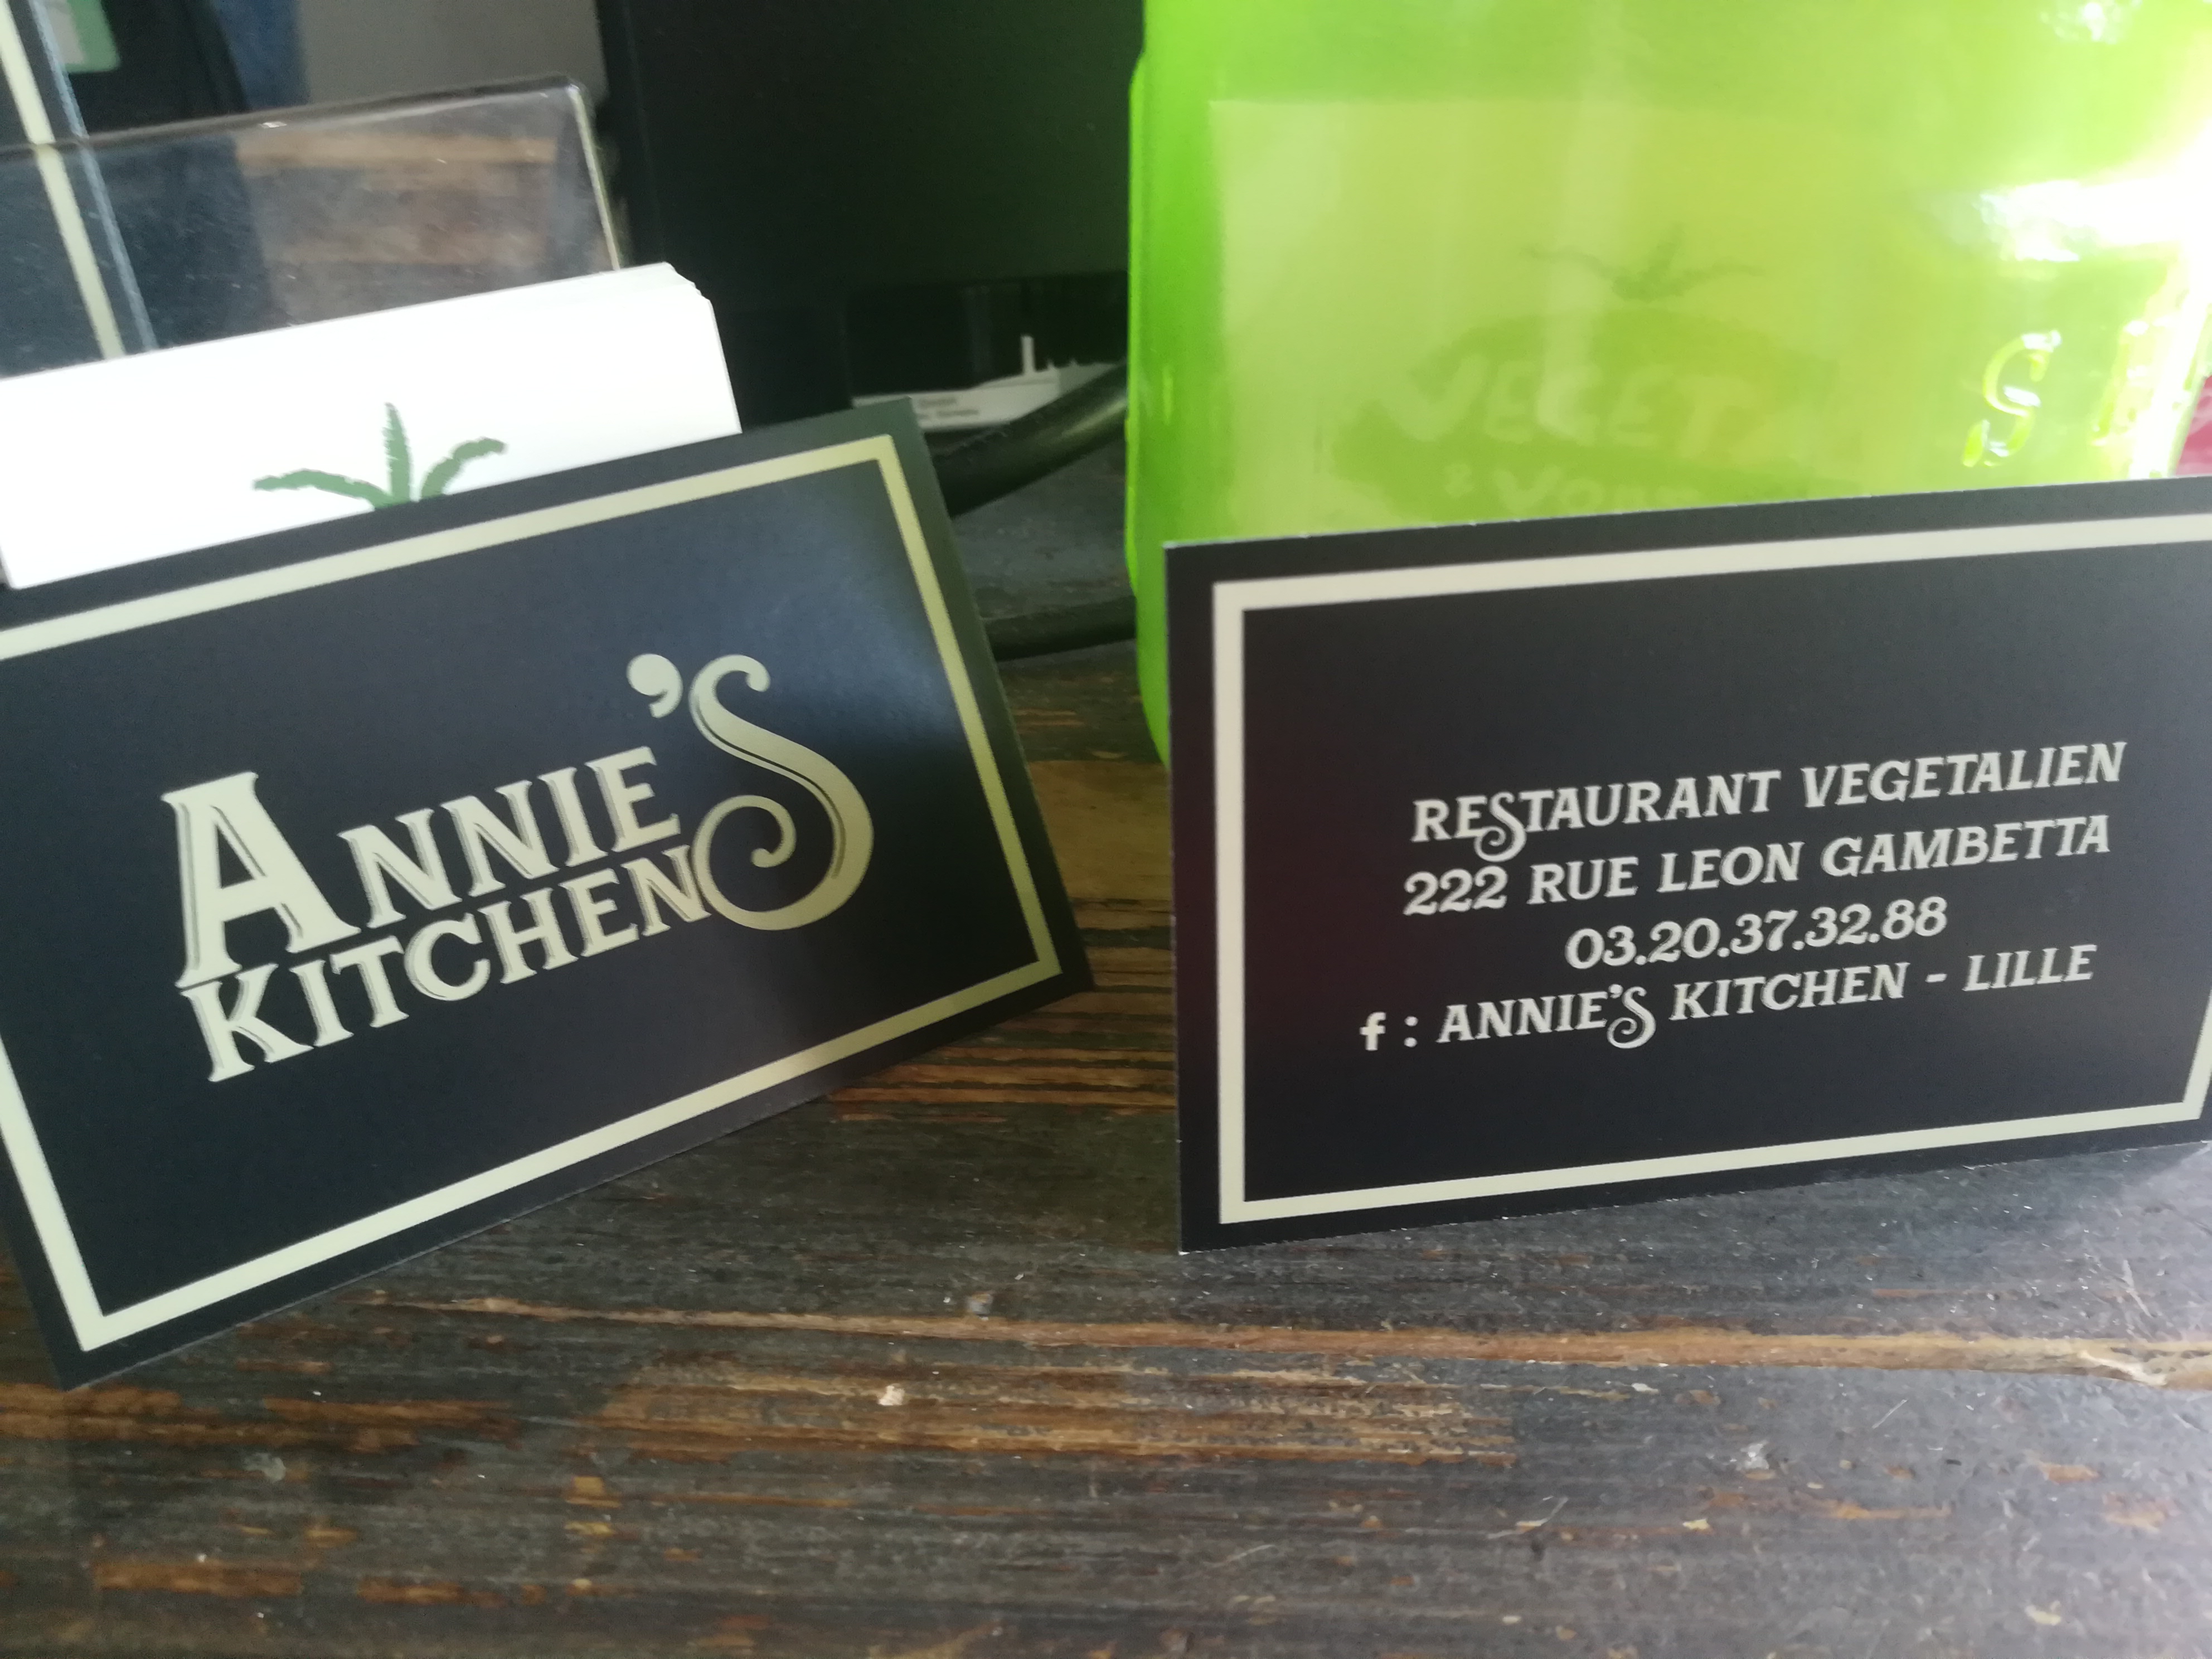 ANNIE'S
KITCHEN
RESTAURANT VEGETALIEN
222 RUE LEON GAMBETTA
03.20.37.32.88
f : ANNIE'S KITCHEN - LILLE